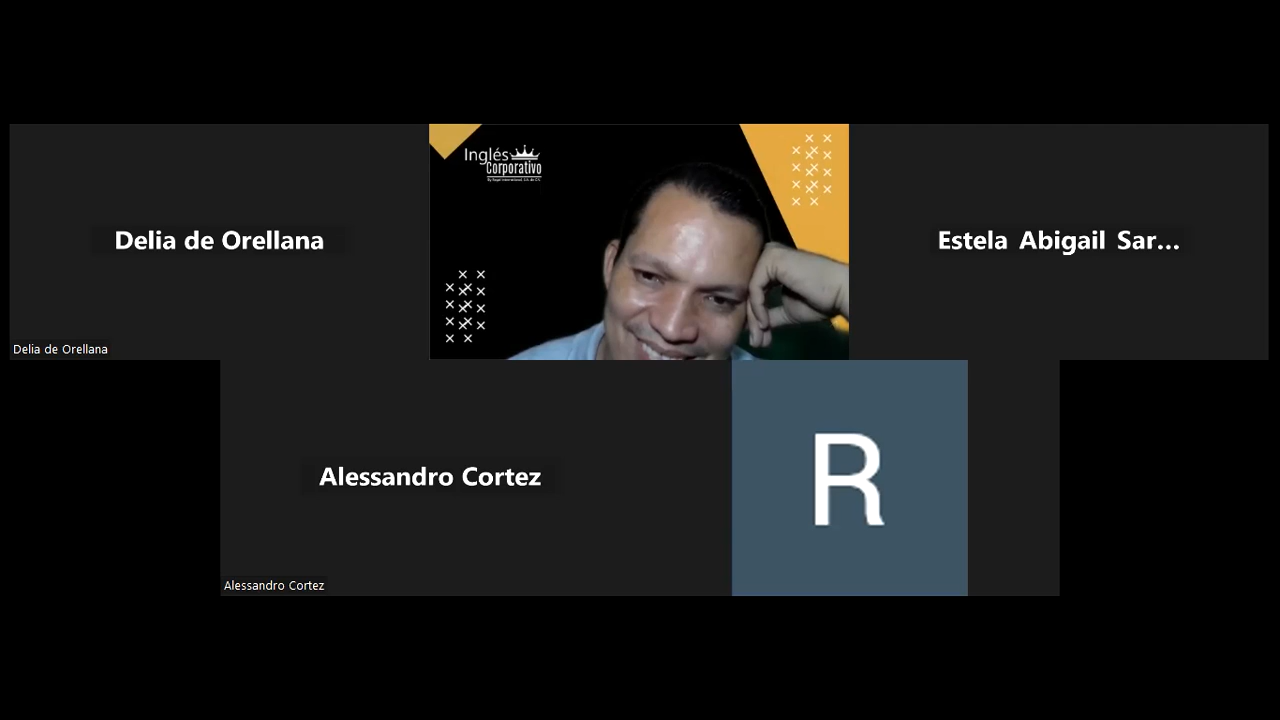 Delia de Orellana
Delia de Orellana
Inglés
Corporativo
Estela Abigail Sar...
Alessandro Cortez
Alessandro Cortez
R